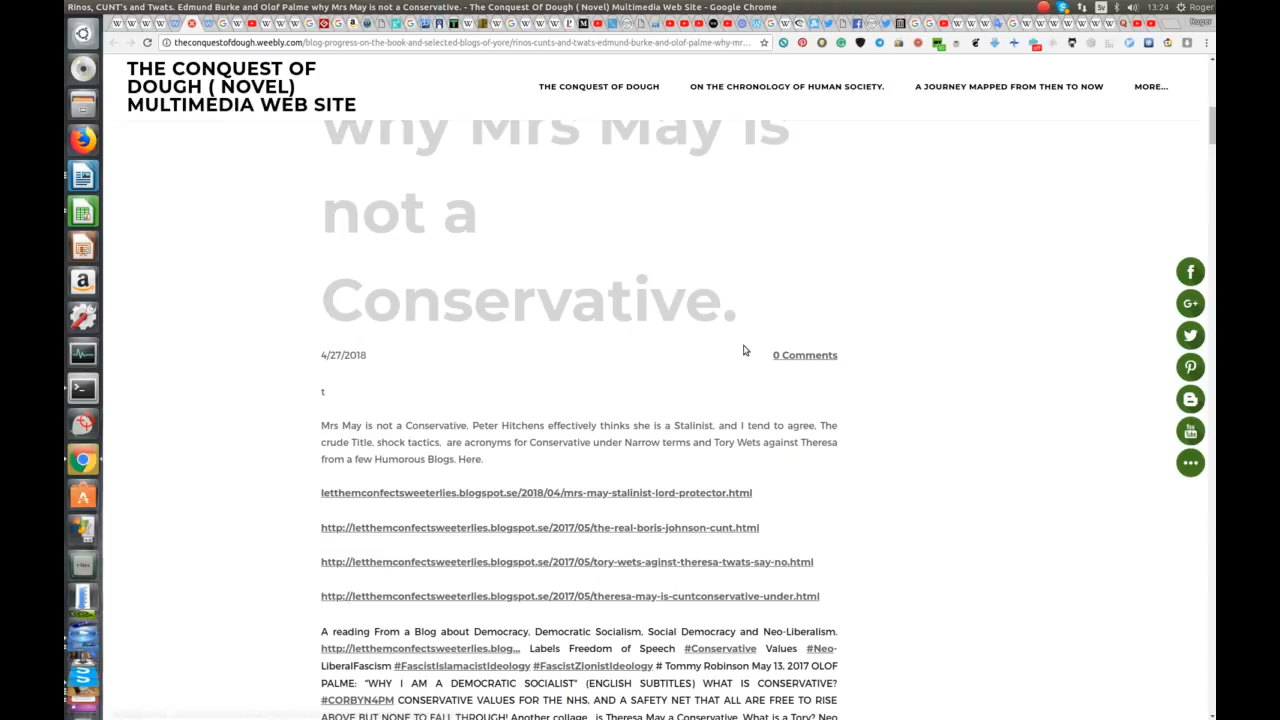 Rinos, CUNT's and Twats. Edmund Burke and Olof Palme why Mrs May is not a Conservative. - The Conquest Of Dough ( Novel) Multimedia Web Site - Google Chrome
13:24 Roger
Roger
theconquestofdough.weebly.com/blog-progress-on-the-book-and-selected-blogs-of-yore/rinos-cunts-and-twats-edmund-burke-and-olof-palme-why-mr...
THE CONQUEST OF
DOUGH ( NOVEL)
MULTIMEDIA WEB SITE
THE CONQUEST OF DOUGH
ON THE CHRONOLOGY OF HUMAN SOCIETY.
A JOURNEY MAPPED FROM THEN TO NOW
MORE...
why Mrs May is
not a
Conservative.
4/27/2018
0 Comments
t
Mrs May is not a Conservative, Peter Hitchens effectively thinks she is a Stalinist, and I tend to agree, The
crude Title, shock tactics, are acronyms for Conservative under Narrow terms and Tory Wets against Theresa
from a few Humorous Blogs. Here.
letthemconfectsweeterlies.blogspot.se/2018/04/mrs-may-stalinist-lord-protector.html
http://letthemconfectsweeterlies.blogspot.se/2017/05/the-real-boris-johnson-cunt.html
http://letthemconfectsweeterlies.blogspot.se/2017/05/tory-wets-aginst-theresa-twats-say-no.html
http://letthemconfectsweeterlies.blogspot.se/2017/05/theresa-may-is-cuntconservative-under.html
A reading From a Blog about Democracy, Democratic Socialism, Social Democracy and Neo-Liberalism.
http://letthemconfectsweeterlies.blog... Labels Freedom of Speech #Conservative Values #Neo-
LiberalFascism #FascistIslamacistIdeology #FascistZionistIdeology # Tommy Robinson May 13, 2017 OLOF
PALME: "WHY I AM A DEMOCRATIC SOCIALIST" (ENGLISH SUBTITLES) WHAT IS CONSERVATIVE?
#CORBYN4PM CONSERVATIVE VALUES FOR THE NHS, AND A SAFETY NET THAT ALL ARE FREE TO RISE
ABOVE BUT NONE TO FALL THROUGH! Another collage , is Theresa May a Conservative, What is a Tory? Neo